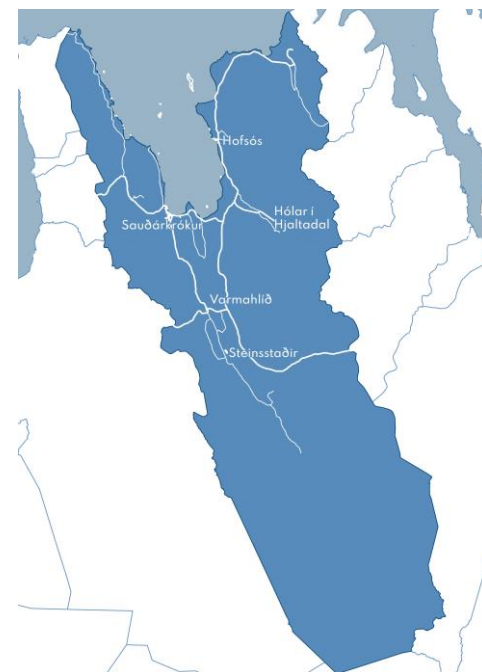 Hofsós
Hólar í
Hjaltadal
Sauðárkrókur
Varmahlíð
Steinsstaðir